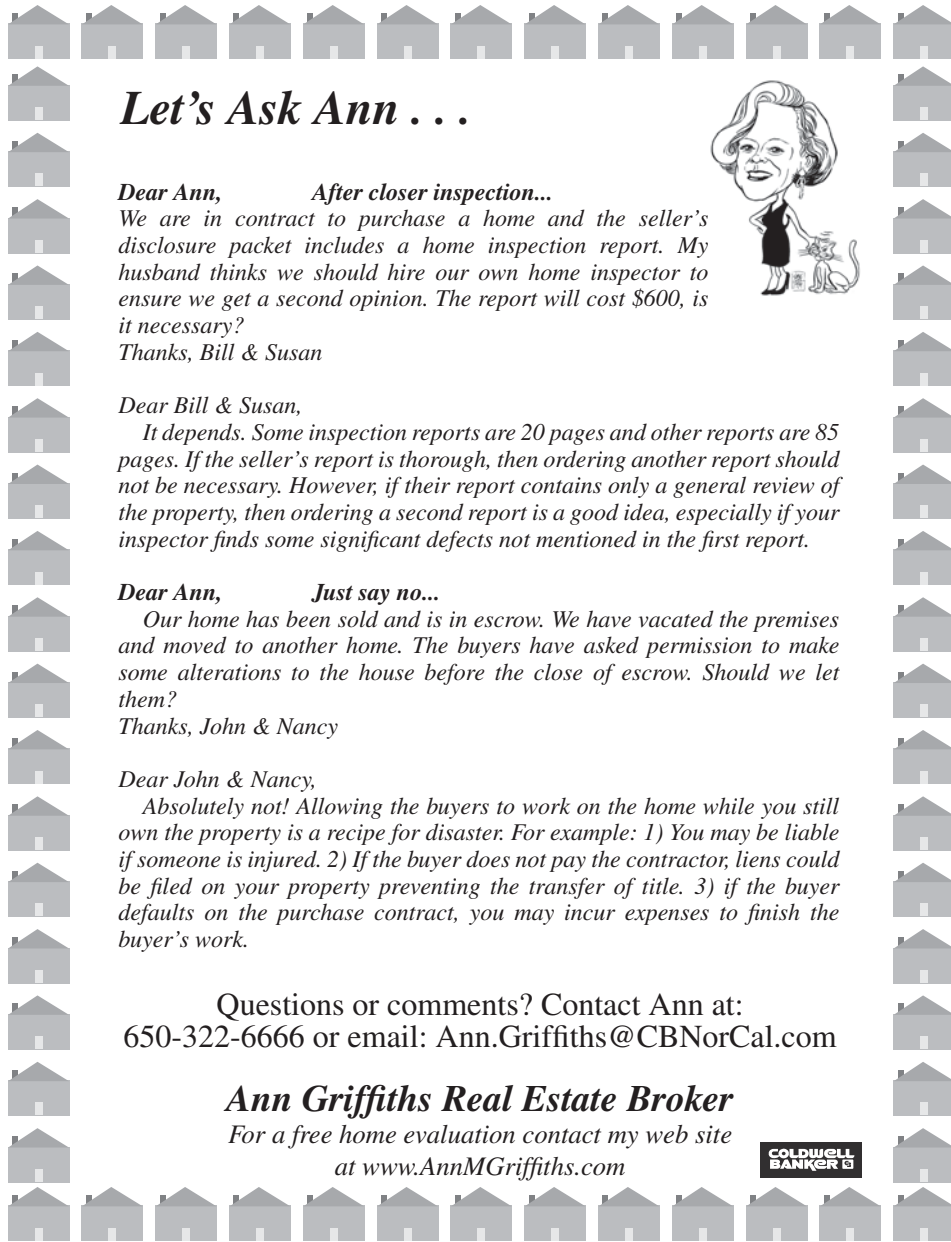 Let's Ask Ann . . .
Dear Ann, After closer inspection...
We are in contract to purchase a home and the seller's
disclosure packet includes a home inspection report. My
husband thinks we should hire our own home inspector to
ensure we get a second opinion. The report will cost $600, is
it necessary?
Thanks, Bill & Susan
Dear Bill & Susan,
It depends. Some inspection reports are 20 pages and other reports are 85
pages. If the seller's report is thorough, then ordering another report should
not be necessary. However, if their report contains only a general review of
the property, then ordering a second report is a good idea, especially if your
inspector finds some significant defects not mentioned in the first report.
Dear Ann, Just say no...
Our home has been sold and is in escrow. We have vacated the premises
and moved to another home. The buyers have asked permission to make
some alterations to the house before the close of escrow. Should we let
them?
Thanks, John & Nancy
Dear John & Nancy,
Absolutely not! Allowing the buyers to work on the home while you still
own the property is a recipe for disaster. For example: 1) You may be liable
if someone is injured. 2) If the buyer does not pay the contractor, liens could
be filed on your property preventing the transfer of title. 3) if the buyer
defaults on the purchase contract, you may incur expenses to finish the
buyer's work.
Questions or comments? Contact Ann at:
650-322-6666 or email: Ann.Griffiths@CBNorCal.com
Ann Griffiths Real Estate Broker
For a free home evaluation contact my web site
at www.AnnMGriffiths.com
COLDWELL
BANKER